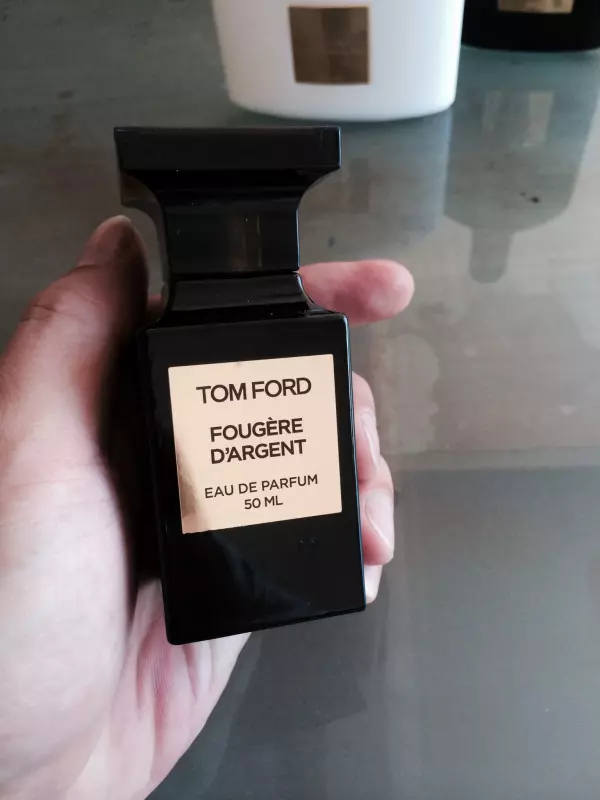 TOM FORD
FOUGÈRE
D'ARGENT
EAU DE PARFUM
50 ML